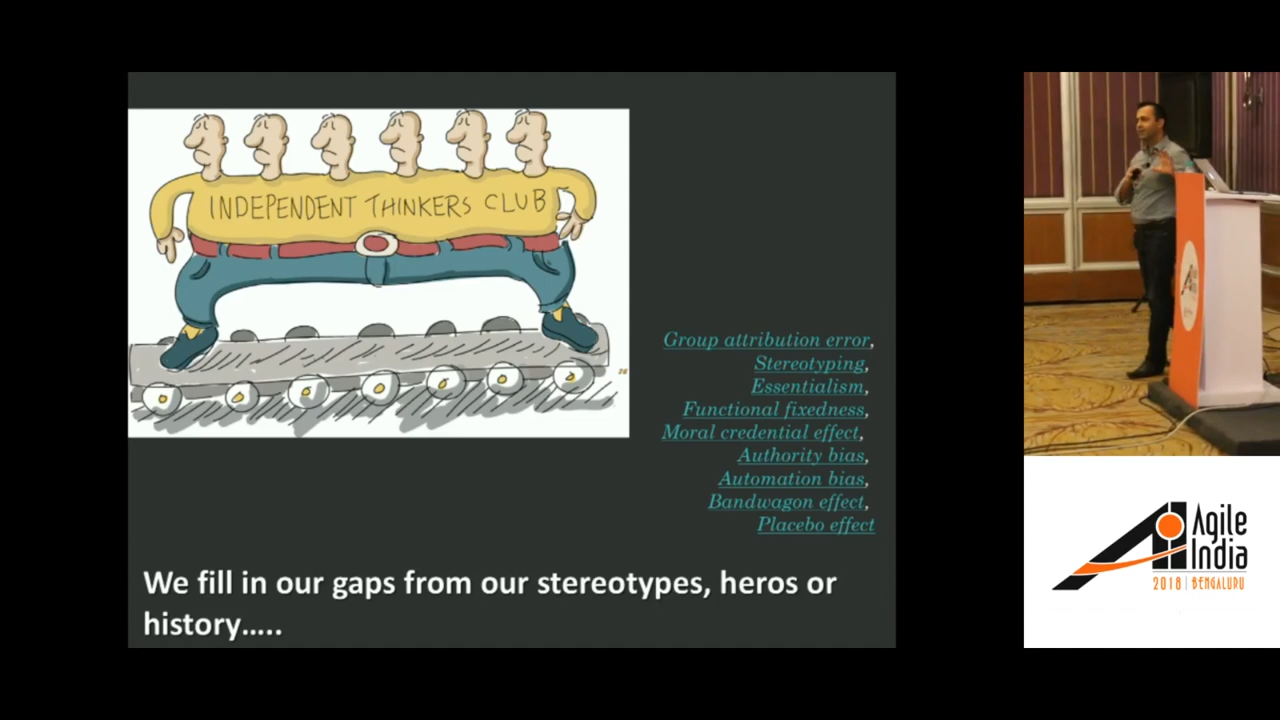 INDEPENDENT THINKERS CLUB
Group attribution error,
Stereotyping,
Essentialism,
Functional fixedness,
Moral credential effect,
Authority bias,
Automation bias,
Bandwagon effect,
Placebo effect
We fill in our gaps from our stereotypes, heros or
history.....
Agile
India
2018 | BENGALURU